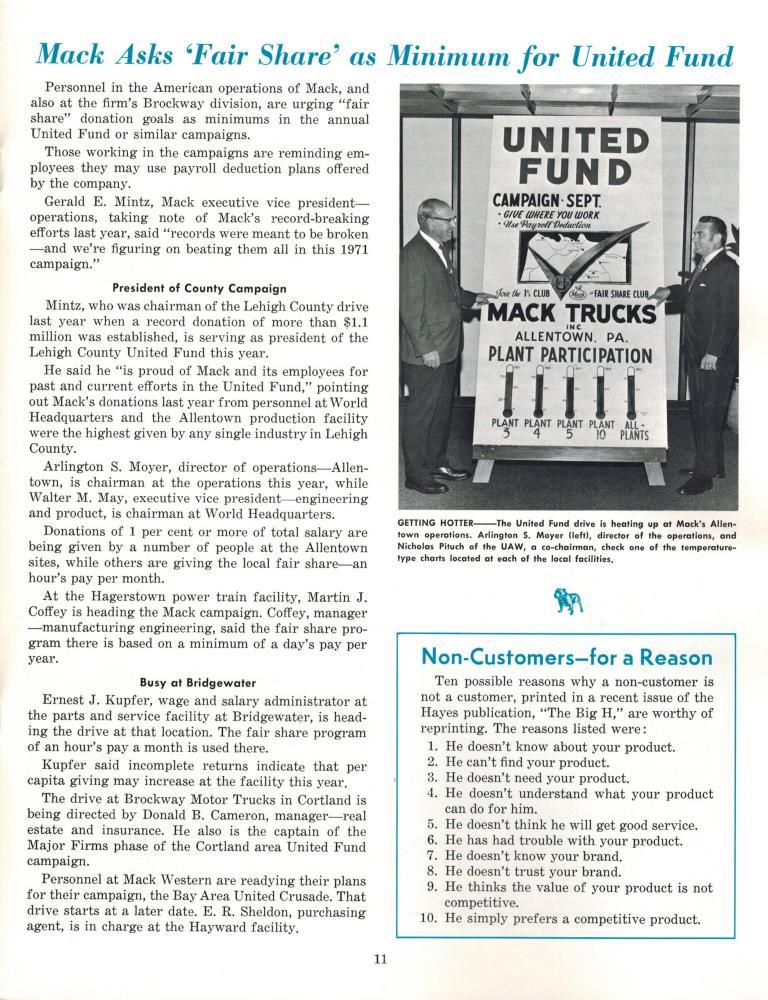 Mack Asks 'Fair Share' as Minimum for United Fund
Personnel in the American operations of Mack, and
also at the firm's Brockway division, are urging "fair
share" donation goals as minimums in the annual
United Fund or similar campaigns.
Those working in the campaigns are reminding em-
ployees they may use payroll deduction plans offered
by the company.
Gerald E. Mintz, Mack executive vice president—
operations, taking note of Mack's record-breaking
efforts last year, said "records were meant to be broken
—and we're figuring on beating them all in this 1971
campaign."
President of County Campaign
Mintz, who was chairman of the Lehigh County drive
last year when a record donation of more than $1.1
million was established, is serving as president of the
Lehigh County United Fund this year.
He said he "is proud of Mack and its employees for
past and current efforts in the United Fund," pointing
out Mack's donations last year from personnel at World
Headquarters and the Allentown production facility
were the highest given by any single industry in Lehigh
County.
Arlington S. Moyer, director of operations—Allen-
town, is chairman at the operations this year, while
Walter M. May, executive vice president—engineering
and product, is chairman at World Headquarters.
Donations of 1 per cent or more of total salary are
being given by a number of people at the Allentown
sites, while others are giving the local fair share—an
hour's pay per month.
At the Hagerstown power train facility, Martin J.
Coffey is heading the Mack campaign. Coffey, manager
—manufacturing engineering, said the fair share pro-
gram there is based on a minimum of a day's pay per
year.
Busy at Bridgewater
Ernest J. Kupfer, wage and salary administrator at
the parts and service facility at Bridgewater, is head-
ing the drive at that location. The fair share program
of an hour's pay a month is used there.
Kupfer said incomplete returns indicate that per
capita giving may increase at the facility this year.
The drive at Brockway Motor Trucks in Cortland is
being directed by Donald B. Cameron, manager—real
estate and insurance. He also is the captain of the
Major Firms phase of the Cortland area United Fund
campaign.
Personnel at Mack Western are readying their plans
for their campaign, the Bay Area United Crusade. That
drive starts at a later date. E. R. Sheldon, purchasing
agent, is in charge at the Hayward facility.
UNITED
FUND
CAMPAIGN · SEPT.
• GIVE WHERE YOU WORK
• Use Payroll Deduction
Join the 1% CLUB Mack FAIR SHARE CLUB
MACK TRUCKS
INC.
ALLENTOWN, PA.
PLANT PARTICIPATION
PLANT PLANT PLANT PLANT ALL-
3 4 5 10 PLANTS
GETTING HOTTER——The United Fund drive is heating up at Mack's Allen-
town operations. Arlington S. Moyer (left), director of the operations, and
Nicholas Pituch of the UAW, a co-chairman, check one of the temperature-
type charts located at each of the local facilities.
Non-Customers—for a Reason
Ten possible reasons why a non-customer is
not a customer, printed in a recent issue of the
Hayes publication, "The Big H," are worthy of
reprinting. The reasons listed were:
1. He doesn't know about your product.
2. He can't find your product.
3. He doesn't need your product.
4. He doesn't understand what your product
can do for him.
5. He doesn't think he will get good service.
6. He has had trouble with your product.
7. He doesn't know your brand.
8. He doesn't trust your brand.
9. He thinks the value of your product is not
competitive.
10. He simply prefers a competitive product.
11